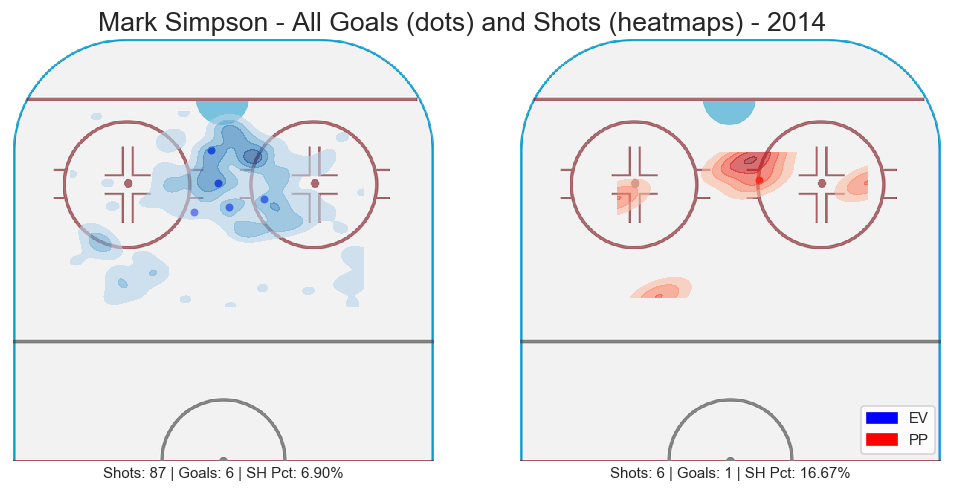 Mark Simpson - All Goals (dots) and Shots (heatmaps) - 2014
EV
PP
Shots: 87 | Goals: 6 | SH Pct: 6.90%
Shots: 6 | Goals: 1 | SH Pct: 16.67%